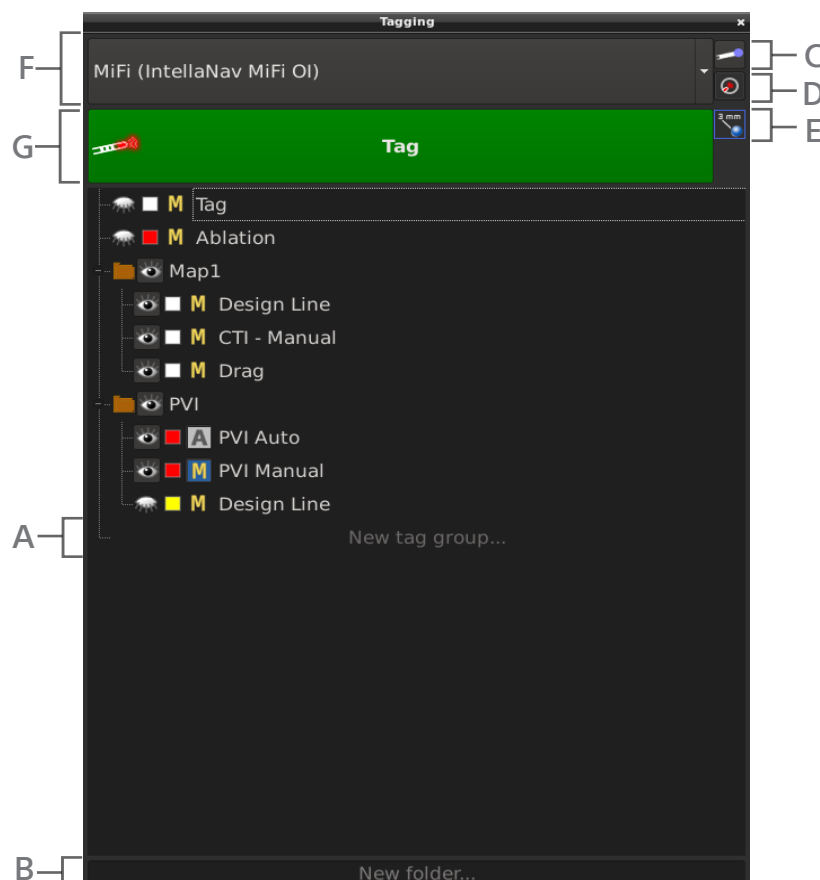 Tagging ×
F
MiFi (IntellaNav MiFi OI)
C
D
G
Tag
3 mm
E
M Tag
M Ablation
Map1
M Design Line
M CTI - Manual
M Drag
PVI
A PVI Auto
M PVI Manual
M Design Line
A
New tag group...
B
New folder...